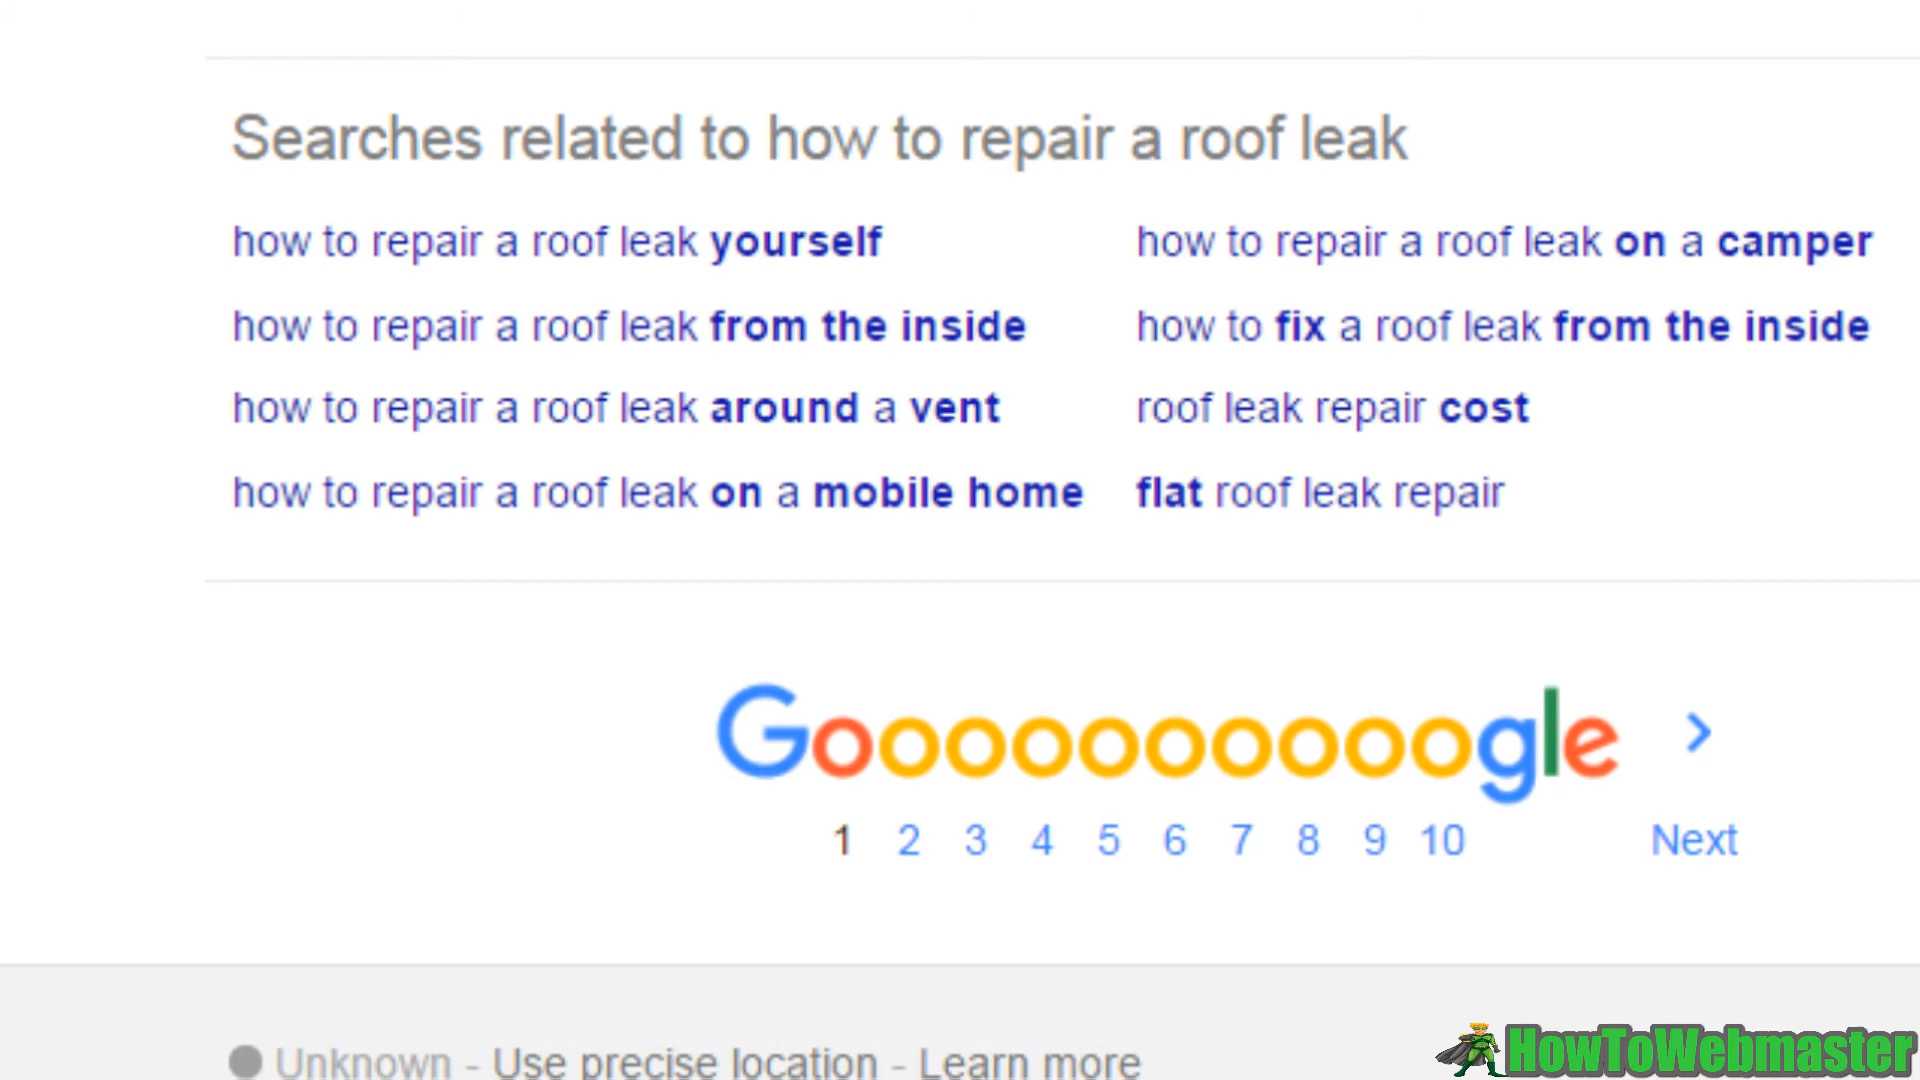 Searches related to how to repair a roof leak
how to repair a roof leak yourself
how to repair a roof leak from the inside
how to repair a roof leak around a vent
how to repair a roof leak on a mobile home
how to repair a roof leak on a camper
how to fix a roof leak from the inside
roof leak repair cost
flat roof leak repair
Goooooooooogle >
1 2 3 4 5 6 7 8 9 10 Next
Unknown - Use precise location - Learn more
HowToWebmaster